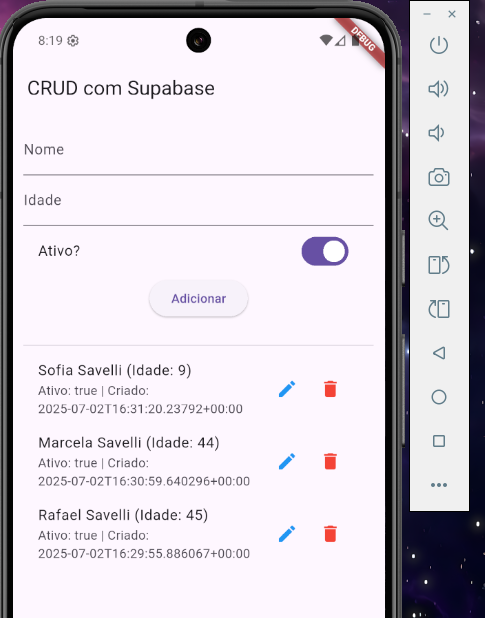 8:19
DEBUG
CRUD com Supabase
Nome
Idade
Ativo?
Adicionar
Sofia Savelli (Idade: 9)
Ativo: true | Criado:
2025-07-02T16:31:20.23792+00:00
Marcela Savelli (Idade: 44)
Ativo: true | Criado:
2025-07-02T16:30:59.640296+00:00
Rafael Savelli (Idade: 45)
Ativo: true | Criado:
2025-07-02T16:29:55.886067+00:00